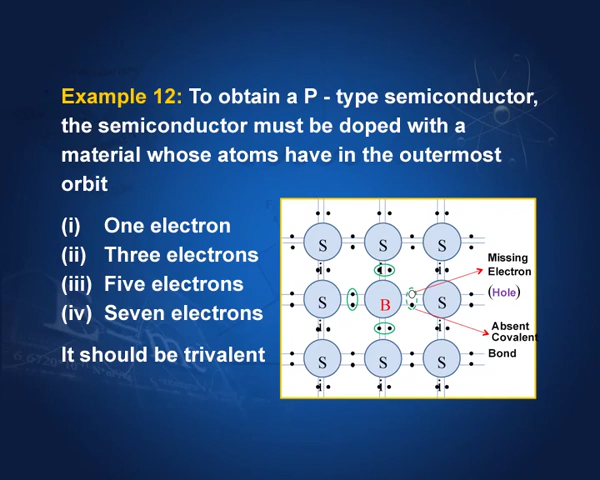 Example 12: To obtain a P - type semiconductor,
the semiconductor must be doped with a
material whose atoms have in the outermost
orbit
(i) One electron
(ii) Three electrons
(iii) Five electrons
(iv) Seven electrons
It should be trivalent
S S S
Missing
Electron
(Hole)
S B S
Absent
Covalent
Bond
S S S